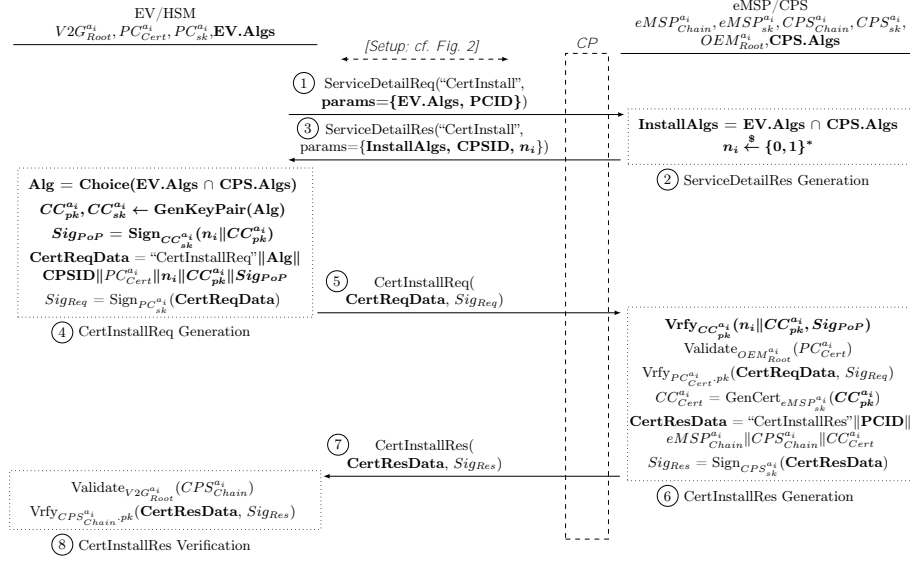 EV/HSM
V2G^{a_i}_{Root}, PC^{a_i}_{Cert}, PC^{a_i}_{sk}, EV.Algs
eMSP/CPS
eMSP^{a_i}_{Chain}, eMSP^{a_i}_{sk}, CPS^{a_i}_{Chain}, CPS^{a_i}_{sk},
OEM^{a_i}_{Root}, CPS.Algs
[Setup; cf. Fig. 2]
CP
1 ServiceDetailReq(“CertInstall”,
params={EV.Algs, PCID})
InstallAlgs = EV.Algs ∩ CPS.Algs
n_i ←$ {0, 1}*
2 ServiceDetailRes Generation
3 ServiceDetailRes(“CertInstall”,
params={InstallAlgs, CPSID, n_i})
Alg = Choice(EV.Algs ∩ CPS.Algs)
CC^{a_i}_{pk}, CC^{a_i}_{sk} ← GenKeyPair(Alg)
Sig_{PoP} = Sign_{CC^{a_i}_{sk}}(n_i‖CC^{a_i}_{pk})
CertReqData = “CertInstallReq”‖Alg‖
CPSID‖PC^{a_i}_{Cert}‖n_i‖CC^{a_i}_{pk}‖Sig_{PoP}
Sig_{Req} = Sign_{PC^{a_i}_{sk}}(CertReqData)
4 CertInstallReq Generation
5 CertInstallReq(
CertReqData, Sig_{Req})
Vrfy_{CC^{a_i}_{pk}}(n_i‖CC^{a_i}_{pk}, Sig_{PoP})
Validate_{OEM^{a_i}_{Root}}(PC^{a_i}_{Cert})
Vrfy_{PC^{a_i}_{Cert}.pk}(CertReqData, Sig_{Req})
CC^{a_i}_{Cert} = GenCert_{eMSP^{a_i}_{sk}}(CC^{a_i}_{pk})
CertResData = “CertInstallRes”‖PCID‖
eMSP^{a_i}_{Chain}‖CPS^{a_i}_{Chain}‖CC^{a_i}_{Cert}
Sig_{Res} = Sign_{CPS^{a_i}_{sk}}(CertResData)
6 CertInstallRes Generation
7 CertInstallRes(
CertResData, Sig_{Res})
Validate_{V2G^{a_i}_{Root}}(CPS^{a_i}_{Chain})
Vrfy_{CPS^{a_i}_{Chain}.pk}(CertResData, Sig_{Res})
8 CertInstallRes Verification